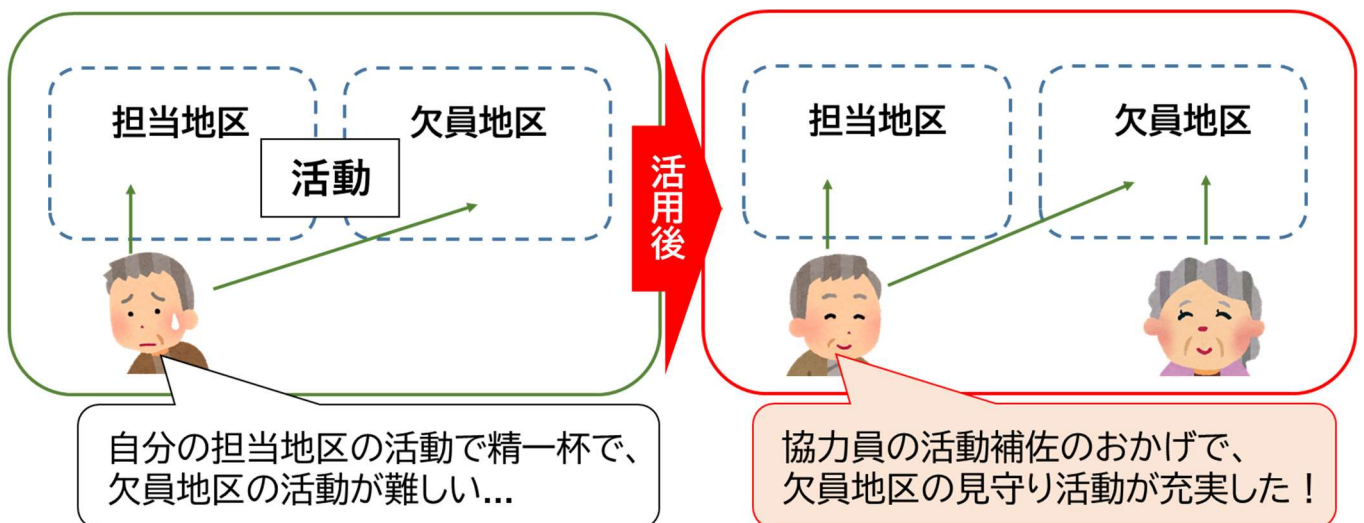 担当地区
欠員地区
活動
自分の担当地区の活動で精一杯で、
欠員地区の活動が難しい...
活用後
担当地区
欠員地区
協力員の活動補佐のおかげで、
欠員地区の見守り活動が充実した！